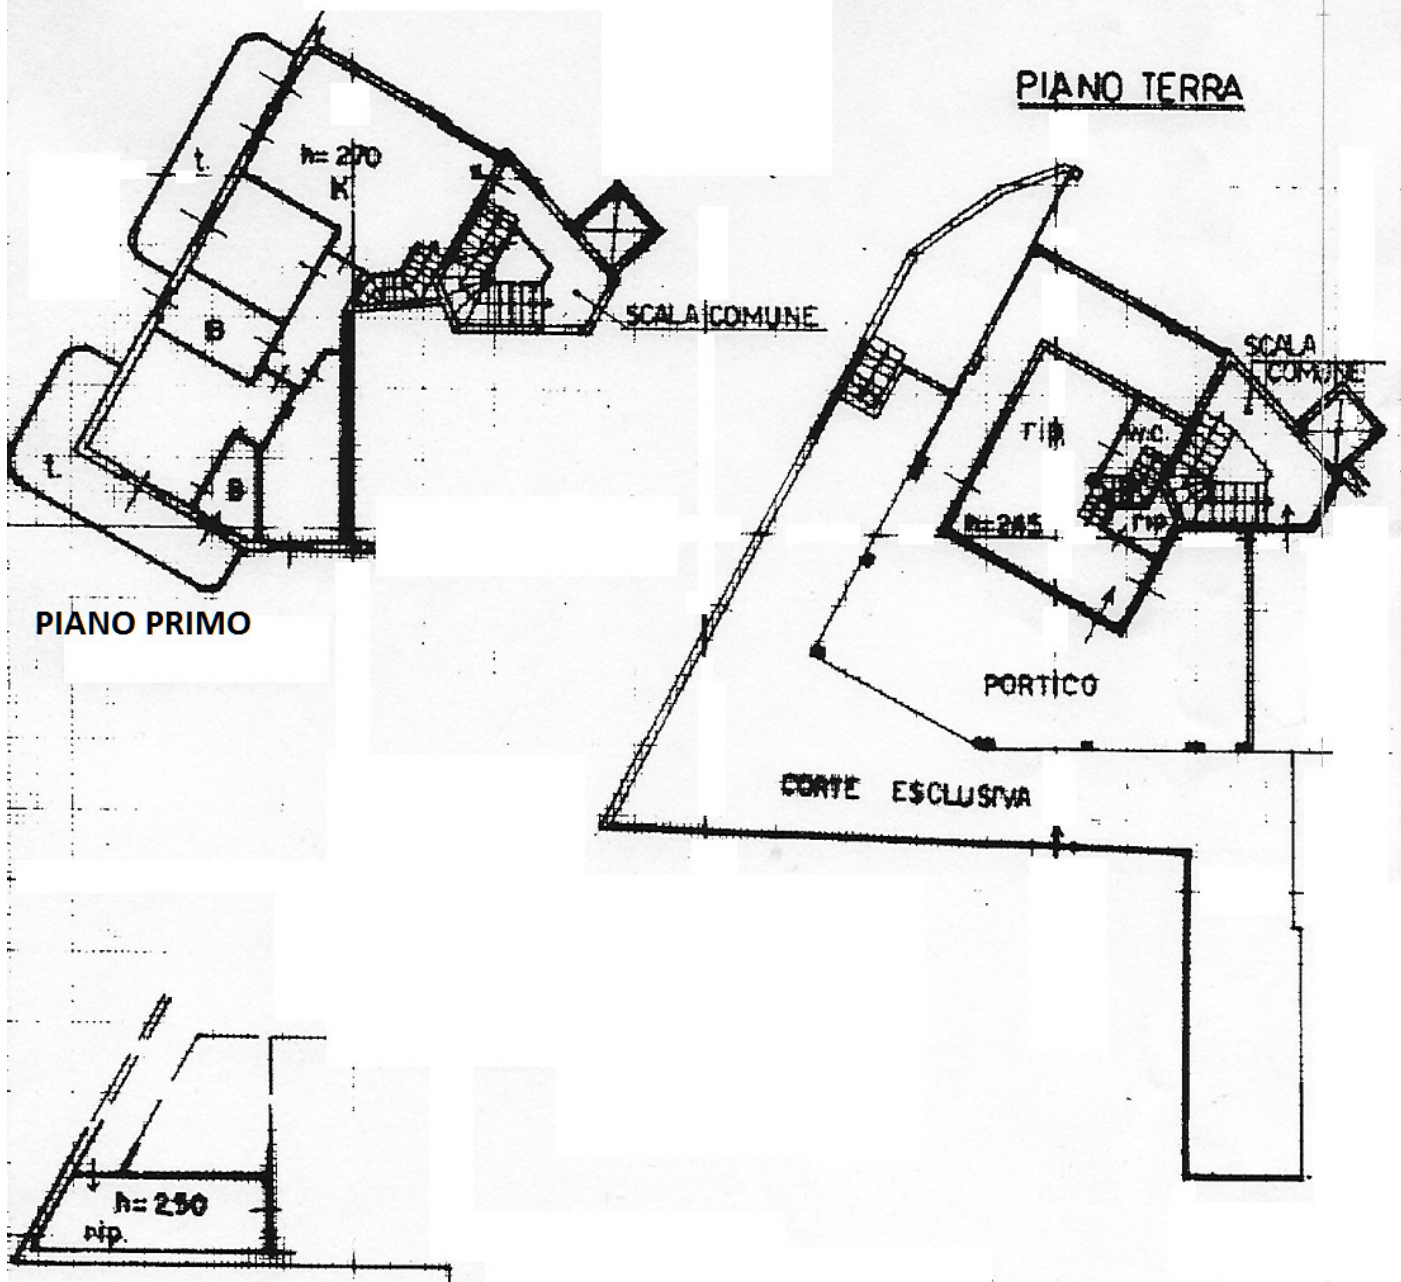 PIANO TERRA
t.
h= 270
K
B
SCALA COMUNE
t.
B
PIANO PRIMO
SCALA
COMUNE
rip.
w.c.
h=245
rip.
PORTICO
CORTE ESCLUSIVA
h= 250
rip.